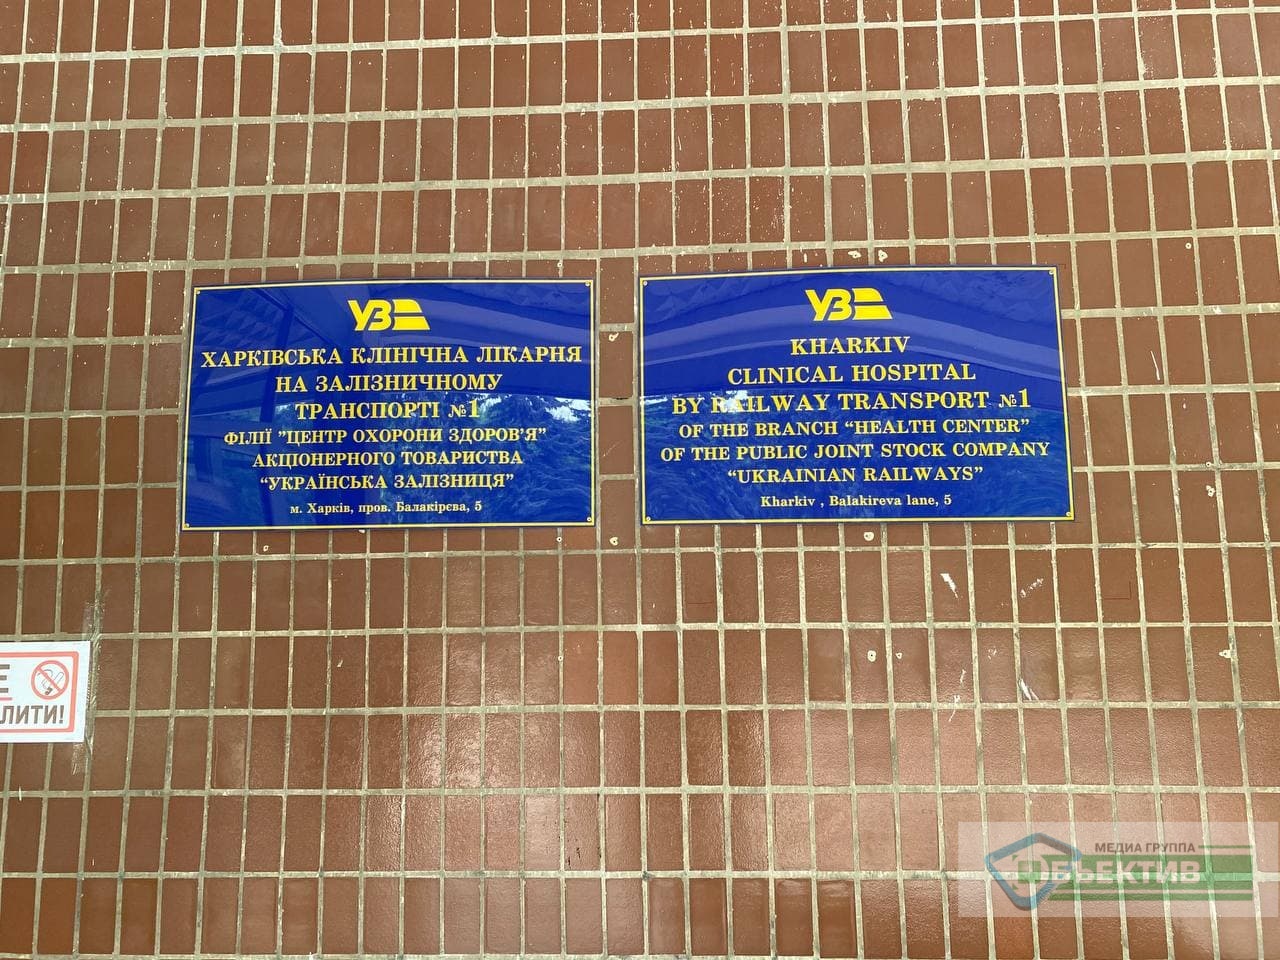 УЗ
ХАРКІВСЬКА КЛІНІЧНА ЛІКАРНЯ
НА ЗАЛІЗНИЧНОМУ
ТРАНСПОРТІ №1
ФІЛІЇ "ЦЕНТР ОХОРОНИ ЗДОРОВ'Я"
АКЦІОНЕРНОГО ТОВАРИСТВА
“УКРАЇНСЬКА ЗАЛІЗНИЦЯ”
м. Харків, пров. Балакірєва, 5
УЗ
KHARKIV
CLINICAL HOSPITAL
BY RAILWAY TRANSPORT №1
OF THE BRANCH “HEALTH CENTER”
OF THE PUBLIC JOINT STOCK COMPANY
“UKRAINIAN RAILWAYS”
Kharkiv , Balakireva lane, 5
Е
ЛИТИ!
МЕДИА ГРУППА
ОБЪЕКТИВ